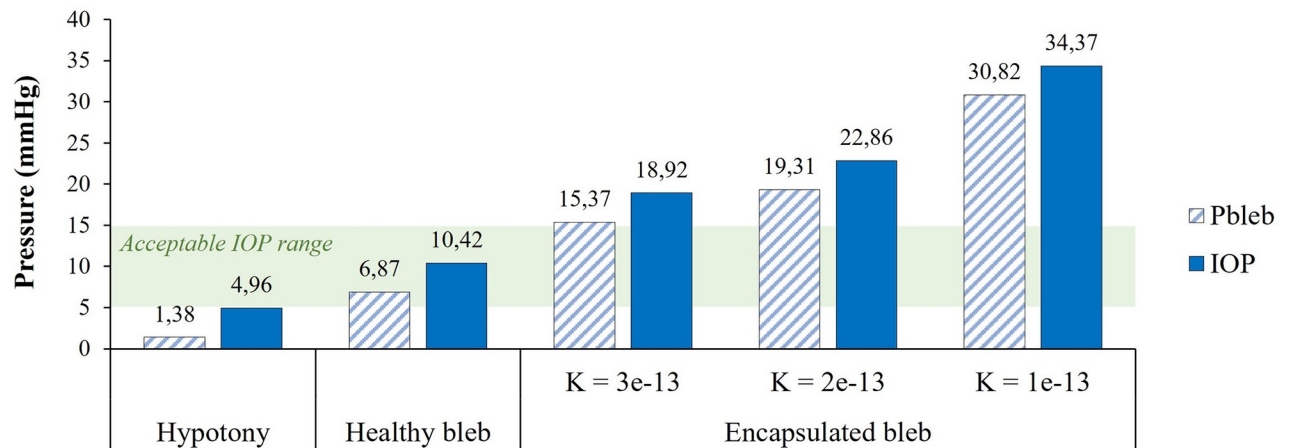 Pressure (mmHg)
40
35
30
25
20
15
10
5
0
Acceptable IOP range
1,38
4,96
6,87
10,42
15,37
18,92
19,31
22,86
30,82
34,37
Pbleb
IOP
K = 3e-13
K = 2e-13
K = 1e-13
Hypotony
Healthy bleb
Encapsulated bleb